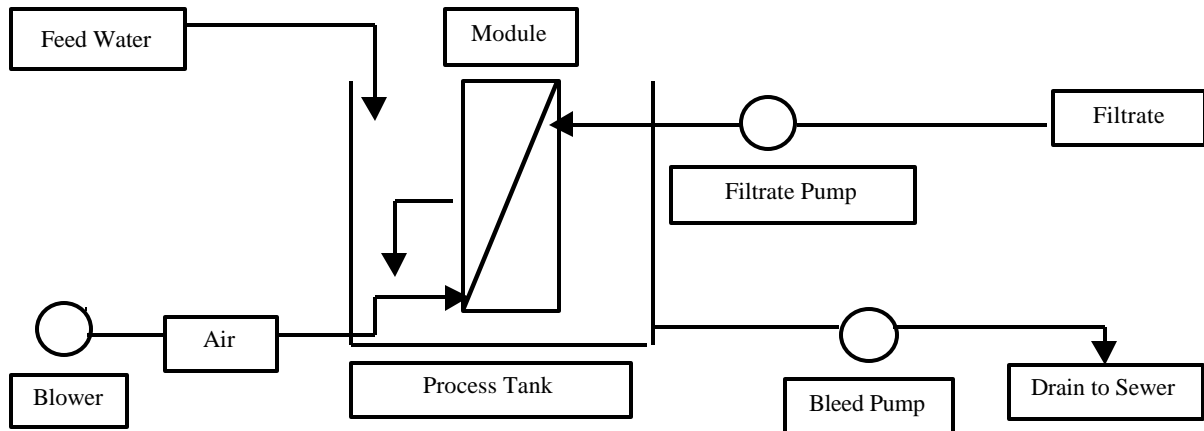 Feed Water
Module
Filtrate
Filtrate Pump
Air
Blower
Process Tank
Bleed Pump
Drain to Sewer